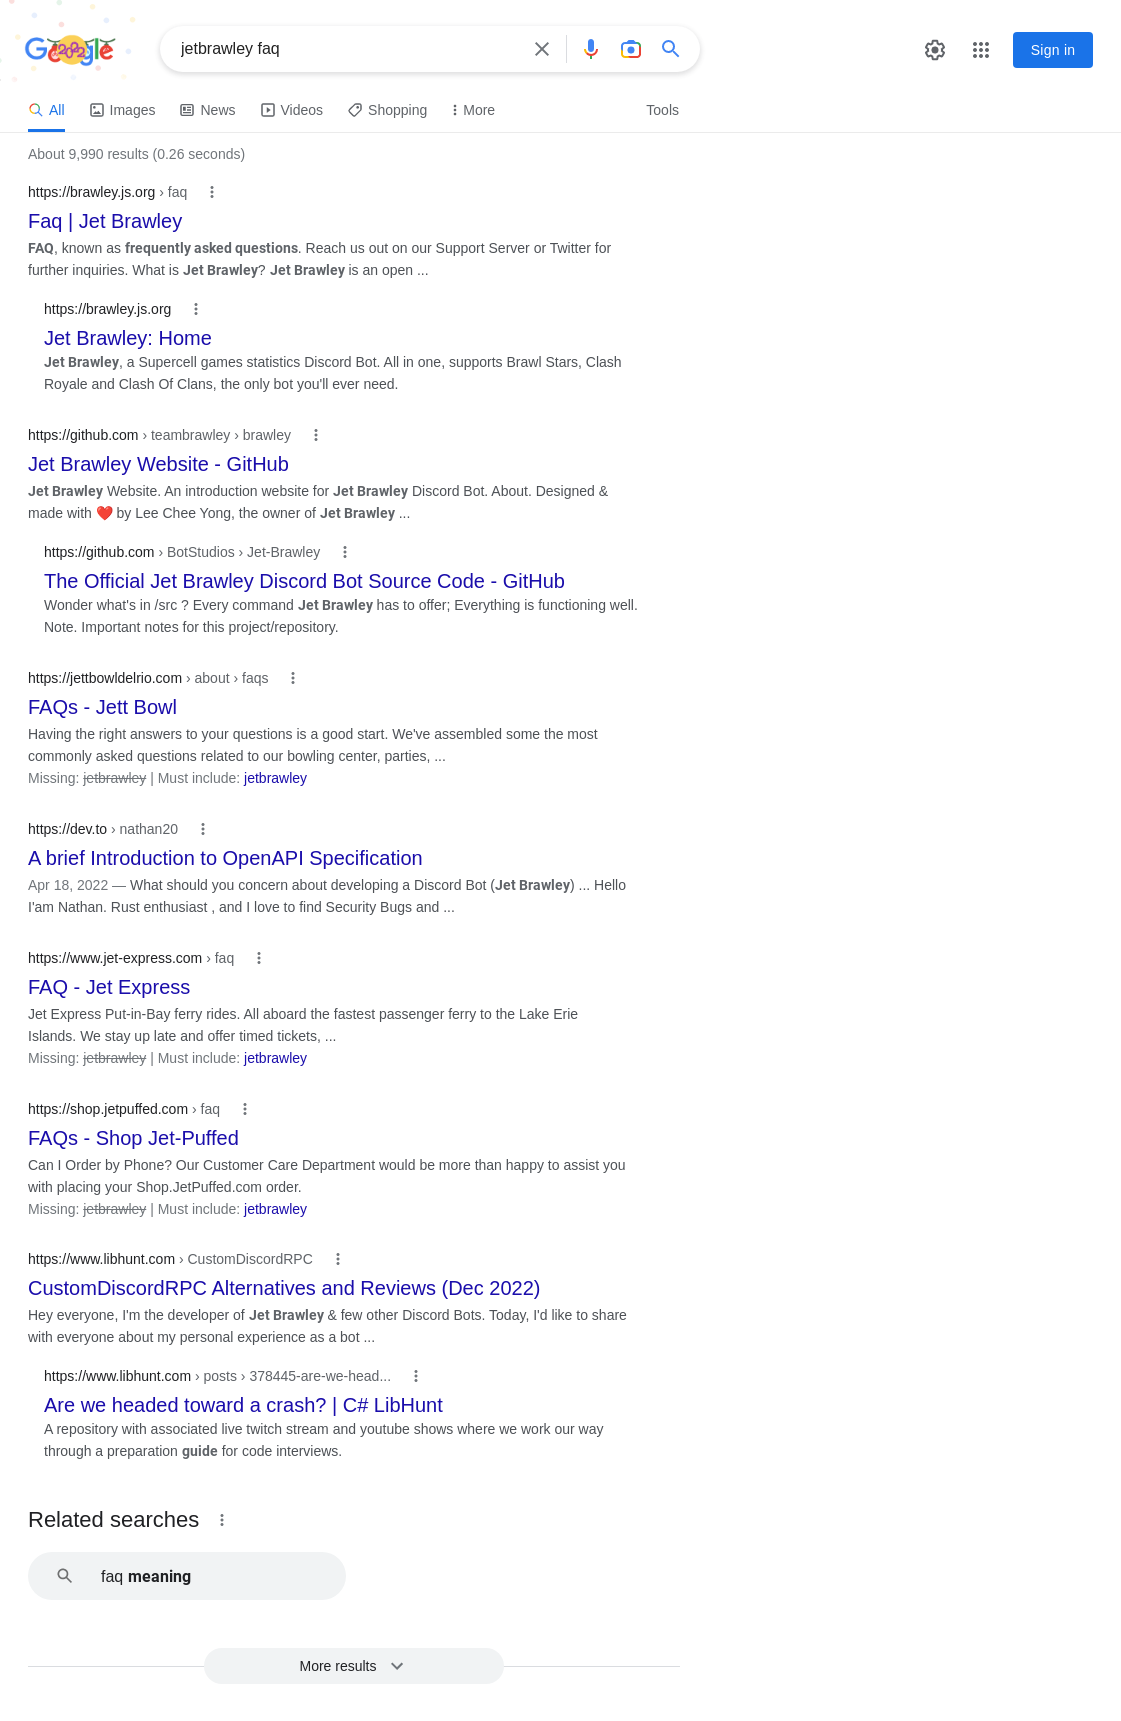 Google
jetbrawley faq
Sign in
All Images News Videos Shopping More Tools
About 9,990 results (0.26 seconds)
https://brawley.js.org › faq
Faq | Jet Brawley
FAQ, known as frequently asked questions. Reach us out on our Support Server or Twitter for
further inquiries. What is Jet Brawley? Jet Brawley is an open ...
https://brawley.js.org
Jet Brawley: Home
Jet Brawley, a Supercell games statistics Discord Bot. All in one, supports Brawl Stars, Clash
Royale and Clash Of Clans, the only bot you'll ever need.
https://github.com › teambrawley › brawley
Jet Brawley Website - GitHub
Jet Brawley Website. An introduction website for Jet Brawley Discord Bot. About. Designed &
made with ❤️ by Lee Chee Yong, the owner of Jet Brawley ...
https://github.com › BotStudios › Jet-Brawley
The Official Jet Brawley Discord Bot Source Code - GitHub
Wonder what's in /src ? Every command Jet Brawley has to offer; Everything is functioning well.
Note. Important notes for this project/repository.
https://jettbowldelrio.com › about › faqs
FAQs - Jett Bowl
Having the right answers to your questions is a good start. We've assembled some the most
commonly asked questions related to our bowling center, parties, ...
Missing: jetbrawley | Must include: jetbrawley
https://dev.to › nathan20
A brief Introduction to OpenAPI Specification
Apr 18, 2022 — What should you concern about developing a Discord Bot (Jet Brawley) ... Hello
I'am Nathan. Rust enthusiast , and I love to find Security Bugs and ...
https://www.jet-express.com › faq
FAQ - Jet Express
Jet Express Put-in-Bay ferry rides. All aboard the fastest passenger ferry to the Lake Erie
Islands. We stay up late and offer timed tickets, ...
Missing: jetbrawley | Must include: jetbrawley
https://shop.jetpuffed.com › faq
FAQs - Shop Jet-Puffed
Can I Order by Phone? Our Customer Care Department would be more than happy to assist you
with placing your Shop.JetPuffed.com order.
Missing: jetbrawley | Must include: jetbrawley
https://www.libhunt.com › CustomDiscordRPC
CustomDiscordRPC Alternatives and Reviews (Dec 2022)
Hey everyone, I'm the developer of Jet Brawley & few other Discord Bots. Today, I'd like to share
with everyone about my personal experience as a bot ...
https://www.libhunt.com › posts › 378445-are-we-head...
Are we headed toward a crash? | C# LibHunt
A repository with associated live twitch stream and youtube shows where we work our way
through a preparation guide for code interviews.
Related searches
faq meaning
More results